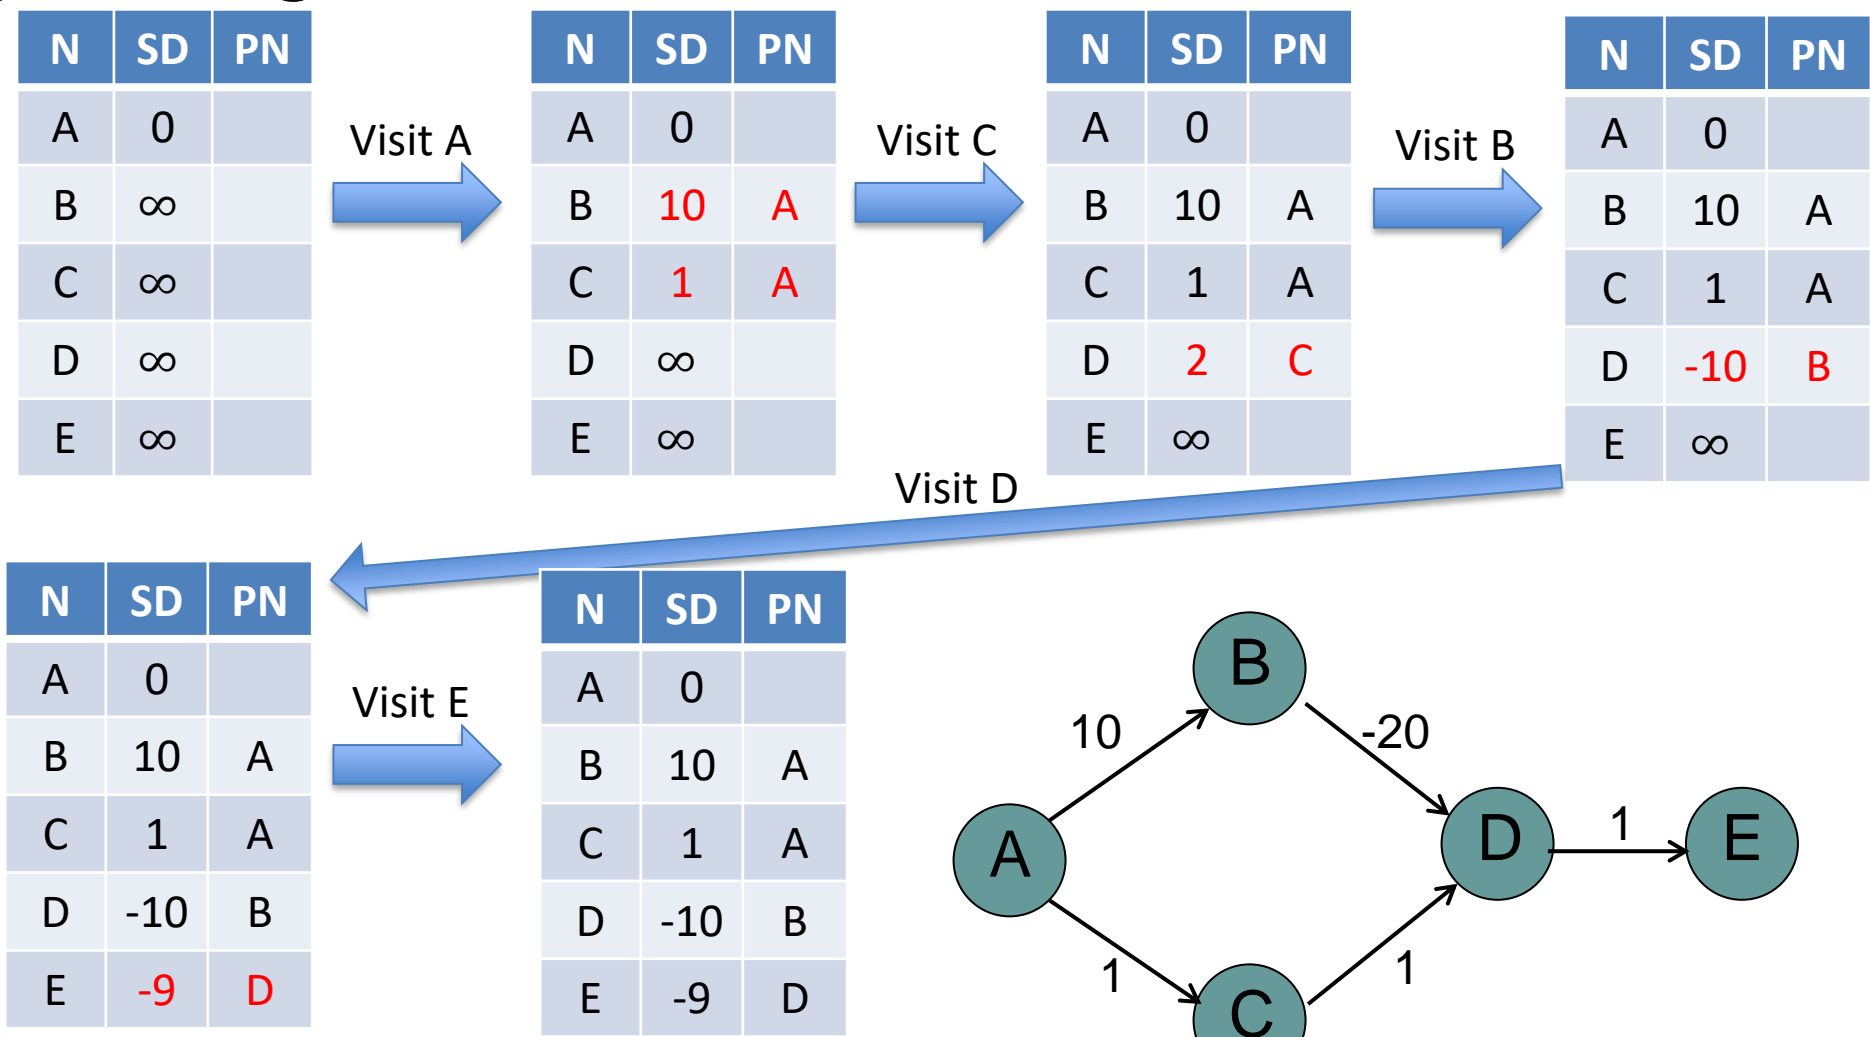 N SD PN
A 0
B ∞
C ∞
D ∞
E ∞
Visit A
N SD PN
A 0
B 10 A
C 1 A
D ∞
E ∞
Visit C
N SD PN
A 0
B 10 A
C 1 A
D 2 C
E ∞
Visit B
N SD PN
A 0
B 10 A
C 1 A
D -10 B
E ∞
Visit D
N SD PN
A 0
B 10 A
C 1 A
D -10 B
E -9 D
Visit E
N SD PN
A 0
B 10 A
C 1 A
D -10 B
E -9 D
B
10
-20
A
D
1
E
1
1
C